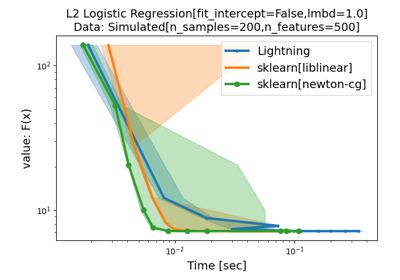 L2 Logistic Regression[fit_intercept=False,lmbd=1.0]
Data: Simulated[n_samples=200,n_features=500]
Lightning
sklearn[liblinear]
sklearn[newton-cg]
value: F(x)
10²
10¹
10⁻²
10⁻¹
Time [sec]